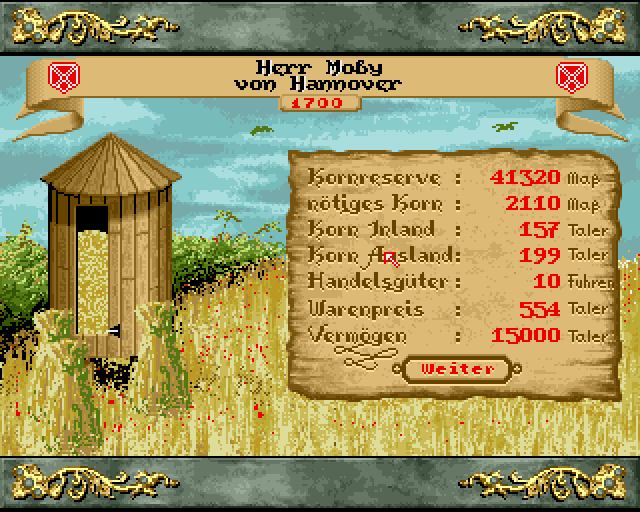 Herr Moby
von Hannover
1700
Kornreserve : 41320 Maß
nötiges Korn : 2110 Maß
Korn Inland : 157 Taler
Korn Ausland: 199 Taler
Handelsgüter: 10 Fuhren
Warenpreis : 554 Taler
Vermögen : 15000 Taler
Weiter